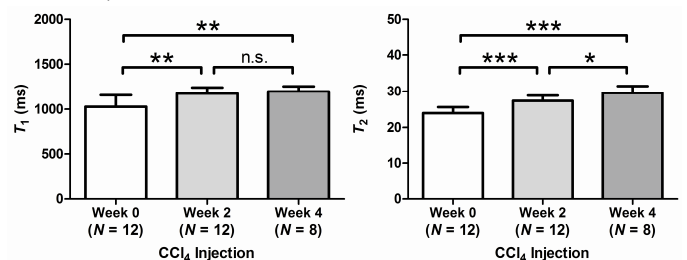 2000
1500
1000
500
0
T1 (ms)
**
**
n.s.
Week 0
(N = 12)
Week 2
(N = 12)
Week 4
(N = 8)
CCl4 Injection
50
40
30
20
10
0
T2 (ms)
***
***
*
Week 0
(N = 12)
Week 2
(N = 12)
Week 4
(N = 8)
CCl4 Injection